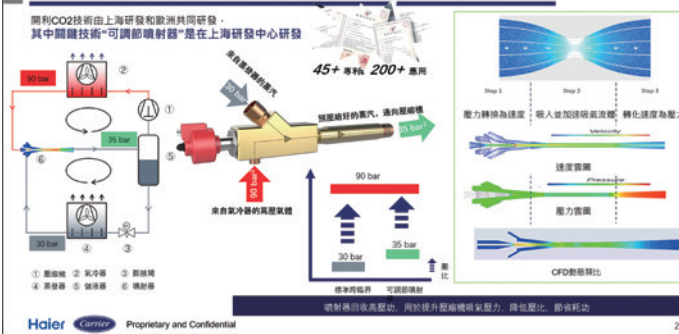 開利CO2技術由上海研發和歐洲共同研發，
其中關鍵技術"可調節噴射器"是在上海研發中心研發
45+ 專利& 200+ 應用
90 bar
②
①
35 bar
⑥
⑤
30 bar
④
③
① 壓縮機 ② 氣冷器 ③ 膨脹閥
④ 蒸發器 ⑤ 儲液器 ⑥ 噴射器
來自蒸發器的蒸汽
30 bar
預壓縮好的蒸汽，通向壓縮機
35 bar
90 bar
來自氣冷器的高壓氣體
90 bar
30 bar
35 bar
壓比
標準跨臨界
可調節噴射
Step 1
Step 2
Step 3
壓力轉換為速度
吸入並加速吸氣流體
轉化速度為壓力
Velocity
速度雲圖
Pressure
壓力雲圖
CFD動態類比
噴射器回收高壓功，用於提升壓縮機吸氣壓力，降低壓比，節省耗功
Haier Carrier Proprietary and Confidential
2